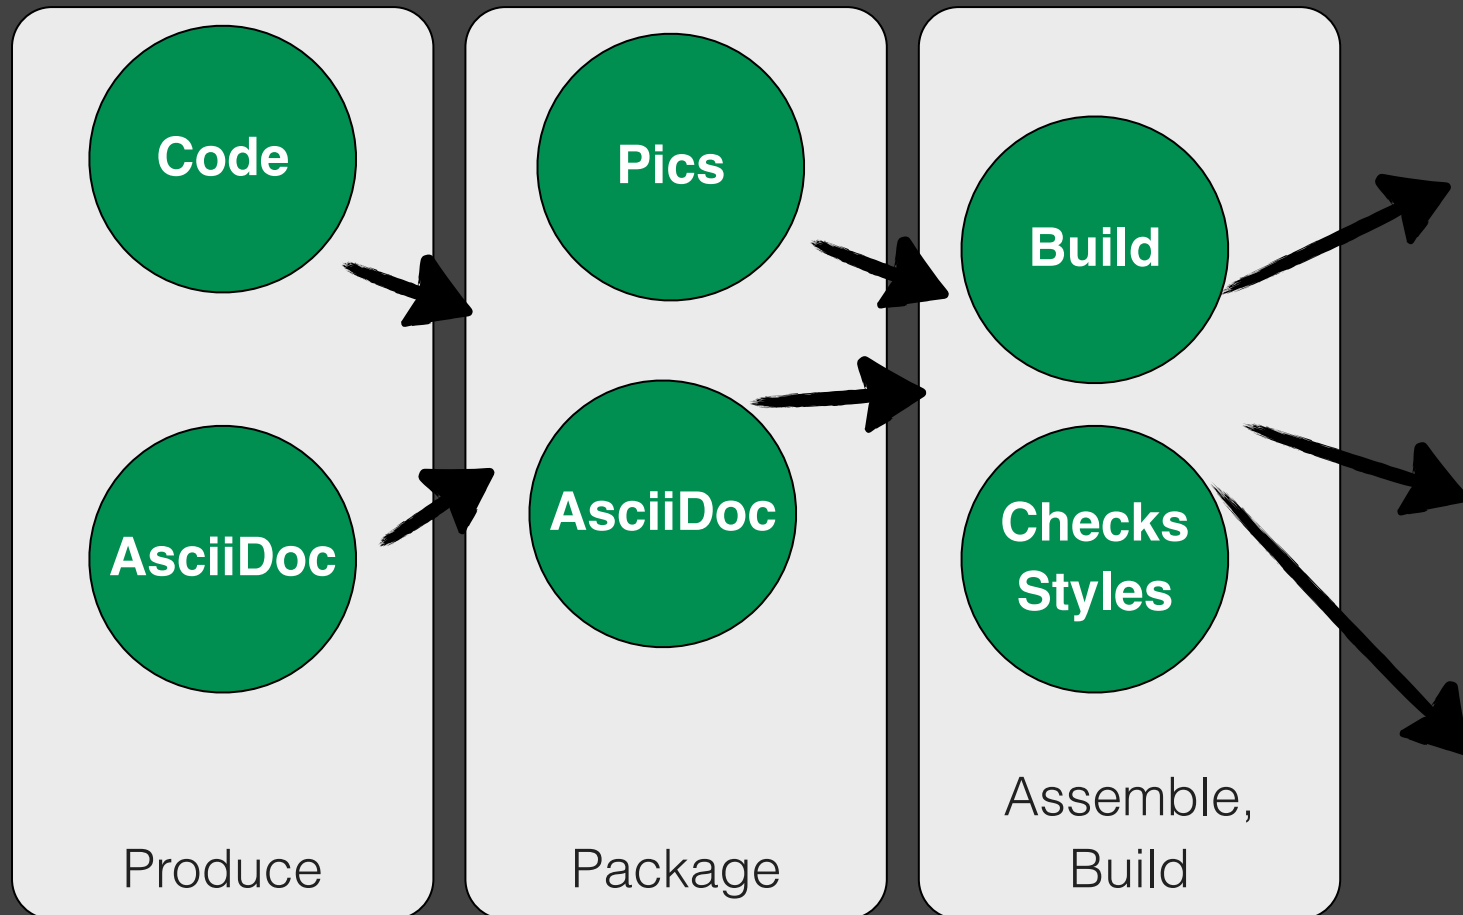 Code
AsciiDoc
Produce
Pics
AsciiDoc
Package
Build
Checks
Styles
Assemble,
Build